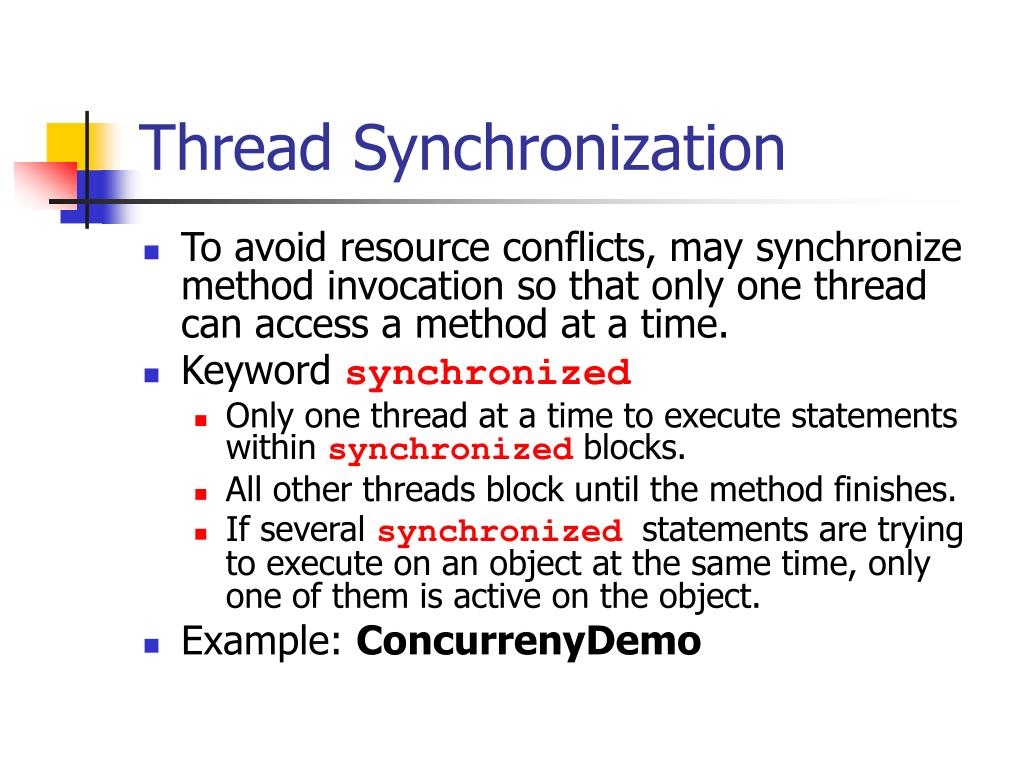 Thread Synchronization
To avoid resource conflicts, may synchronize
method invocation so that only one thread
can access a method at a time.
Keyword synchronized
Only one thread at a time to execute statements
within synchronized blocks.
All other threads block until the method finishes.
If several synchronized statements are trying
to execute on an object at the same time, only
one of them is active on the object.
Example: ConcurrenyDemo